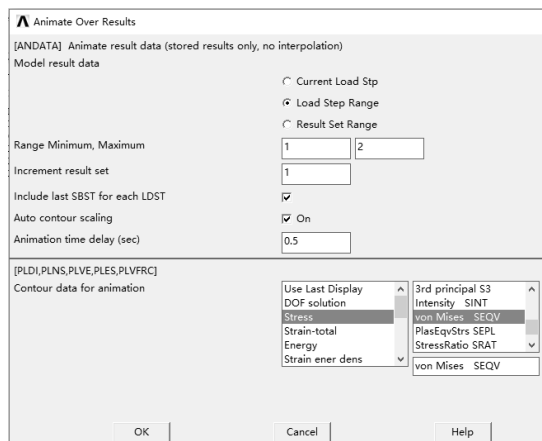 Animate Over Results
[ANDATA] Animate result data (stored results only, no interpolation)
Model result data
Current Load Stp
Load Step Range
Result Set Range
Range Minimum, Maximum
1 2
Increment result set
1
Include last SBST for each LDST
Auto contour scaling
On
Animation time delay (sec)
0.5
[PLDI,PLNS,PLVE,PLES,PLVFRC]
Contour data for animation
Use Last Display
DOF solution
Stress
Strain-total
Energy
Strain ener dens
3rd principal S3
Intensity SINT
von Mises SEQV
PlasEqvStrs SEPL
StressRatio SRAT
von Mises SEQV
OK Cancel Help